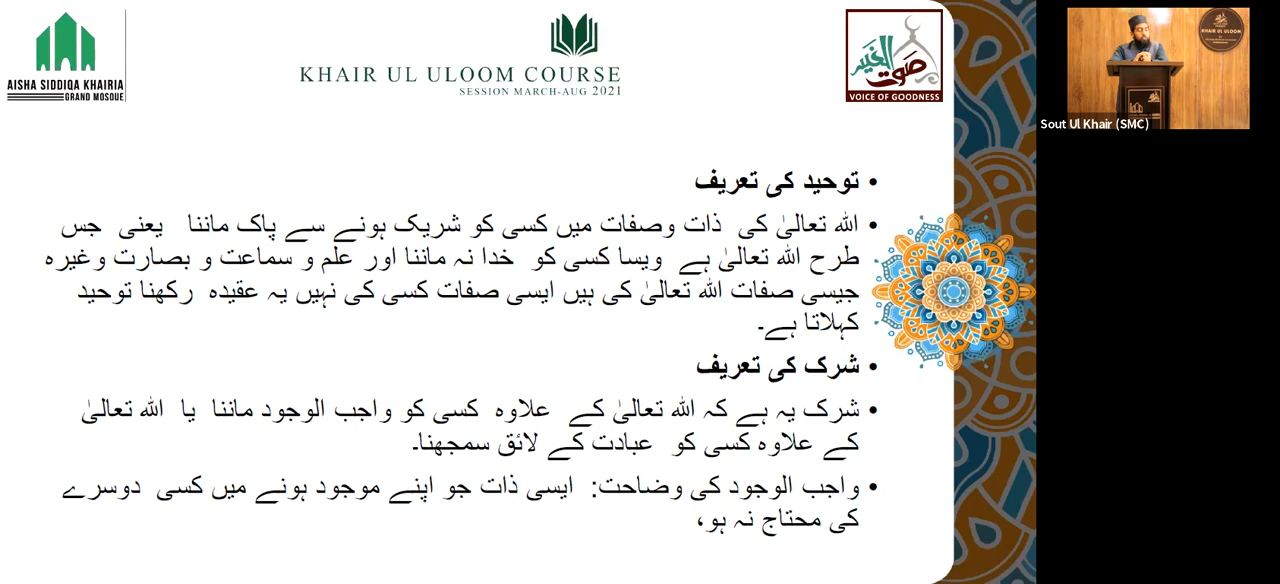 AISHA SIDDIQA KHAIRIA
GRAND MOSQUE
KHAIR UL ULOOM COURSE
SESSION MARCH-AUG 2021
صوت الخیر
VOICE OF GOODNESS
KHAIR UL ULOOM
Sout Ul Khair (SMC)
• توحید کی تعریف
• اللہ تعالیٰ کی ذات وصفات میں کسی کو شریک ہونے سے پاک ماننا یعنی جس
طرح اللہ تعالیٰ ہے ویسا کسی کو خدا نہ ماننا اور علم و سماعت و بصارت وغیرہ
جیسی صفات اللہ تعالیٰ کی ہیں ایسی صفات کسی کی نہیں یہ عقیدہ رکھنا توحید
کہلاتا ہے۔
• شرک کی تعریف
• شرک یہ ہے کہ اللہ تعالیٰ کے علاوہ کسی کو واجب الوجود ماننا یا اللہ تعالیٰ
کے علاوہ کسی کو عبادت کے لائق سمجھنا۔
• واجب الوجود کی وضاحت: ایسی ذات جو اپنے موجود ہونے میں کسی دوسرے
کی محتاج نہ ہو،